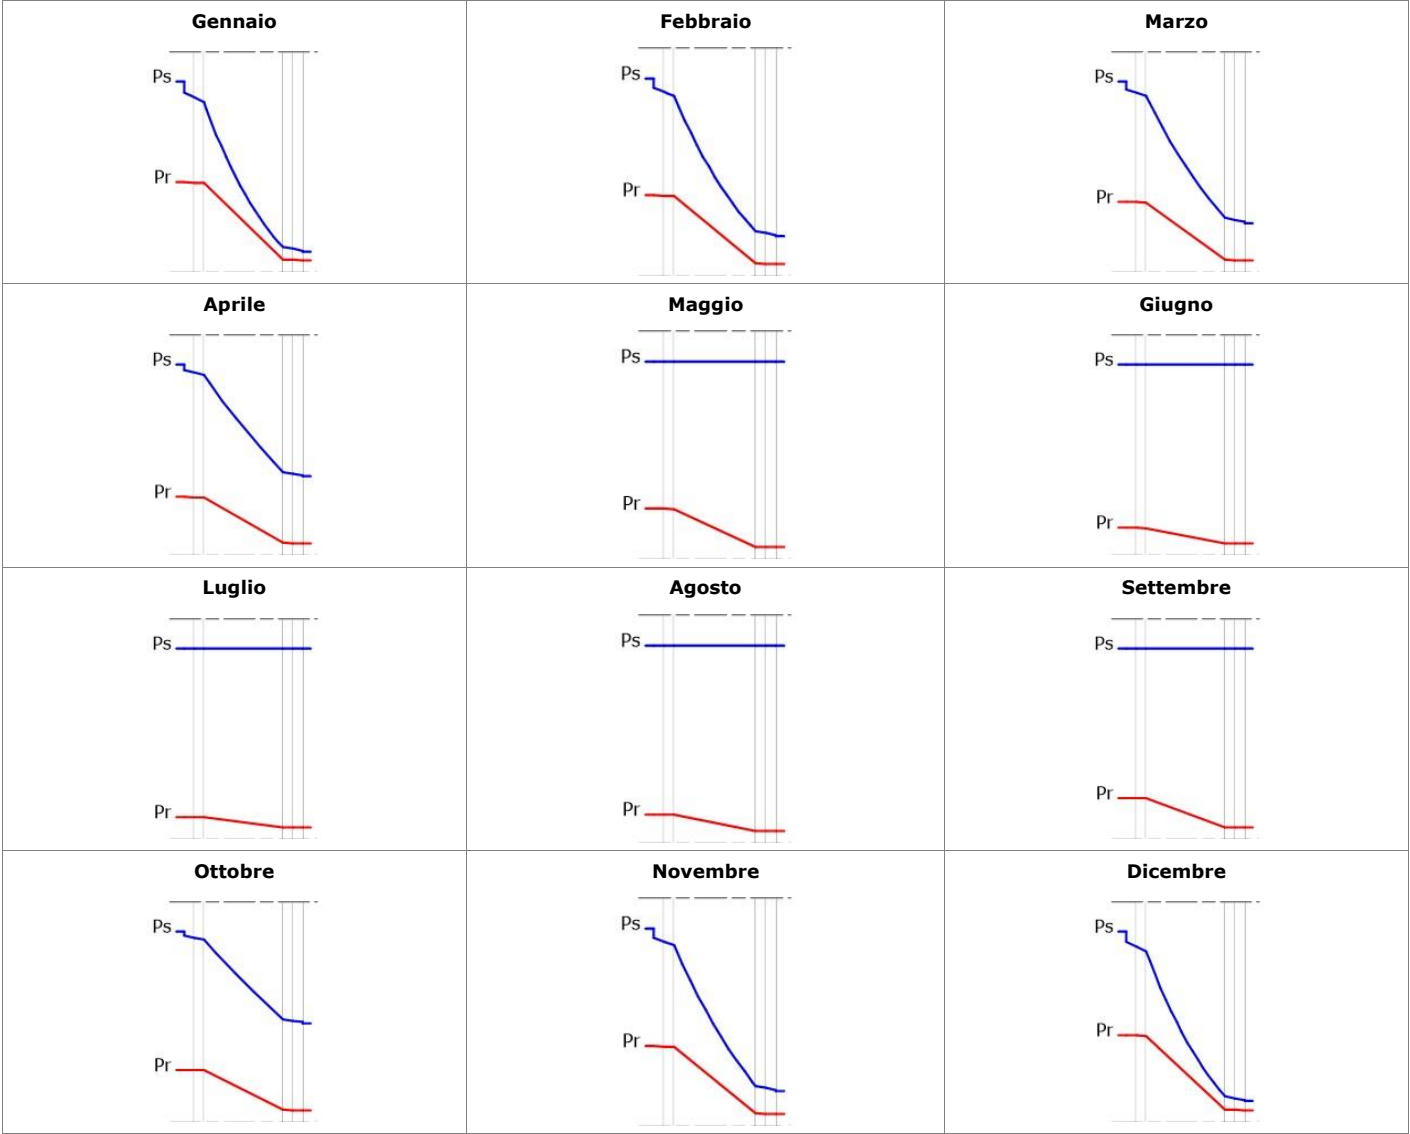 Gennaio
Febbraio
Marzo
Ps
Ps
Ps
Pr
Pr
Pr
Aprile
Maggio
Giugno
Ps
Ps
Ps
Pr
Pr
Pr
Luglio
Agosto
Settembre
Ps
Ps
Ps
Pr
Pr
Pr
Ottobre
Novembre
Dicembre
Ps
Ps
Ps
Pr
Pr
Pr